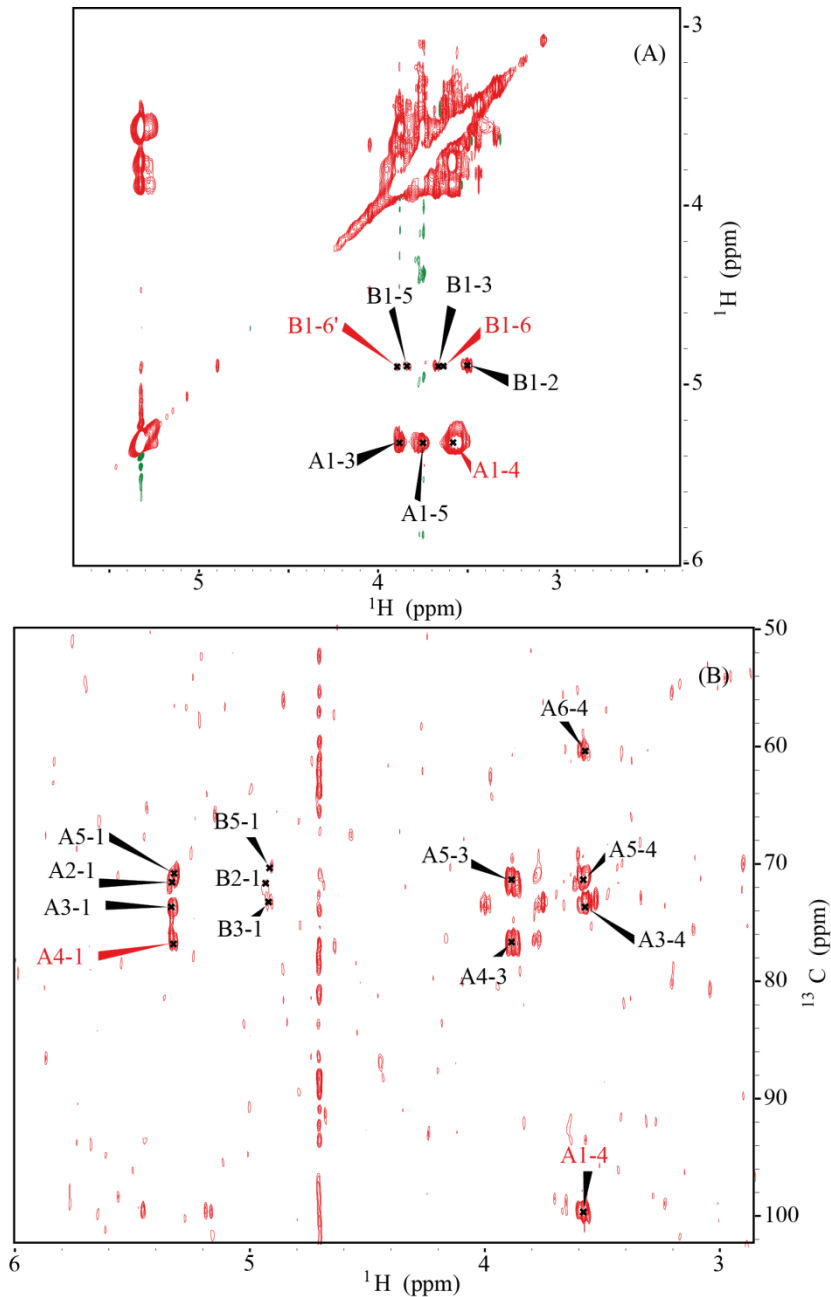 (A)
-3
B1-5
B1-3
B1-6'
B1-6
B1-2
A1-3
A1-4
A1-5
-4
-5
-6
¹H (ppm)
5
4
3
¹H (ppm)
(B)
50
A6-4
60
A5-1
B5-1
A5-3
A5-4
A2-1
B2-1
70
A3-1
B3-1
A3-4
A4-1
A4-3
80
90
A1-4
100
¹³C (ppm)
6
5
4
3
¹H (ppm)